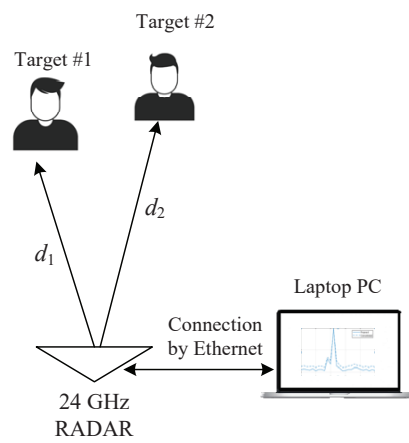 Target #2
Target #1
d2
d1
Laptop PC
Connection
by Ethernet
24 GHz
RADAR